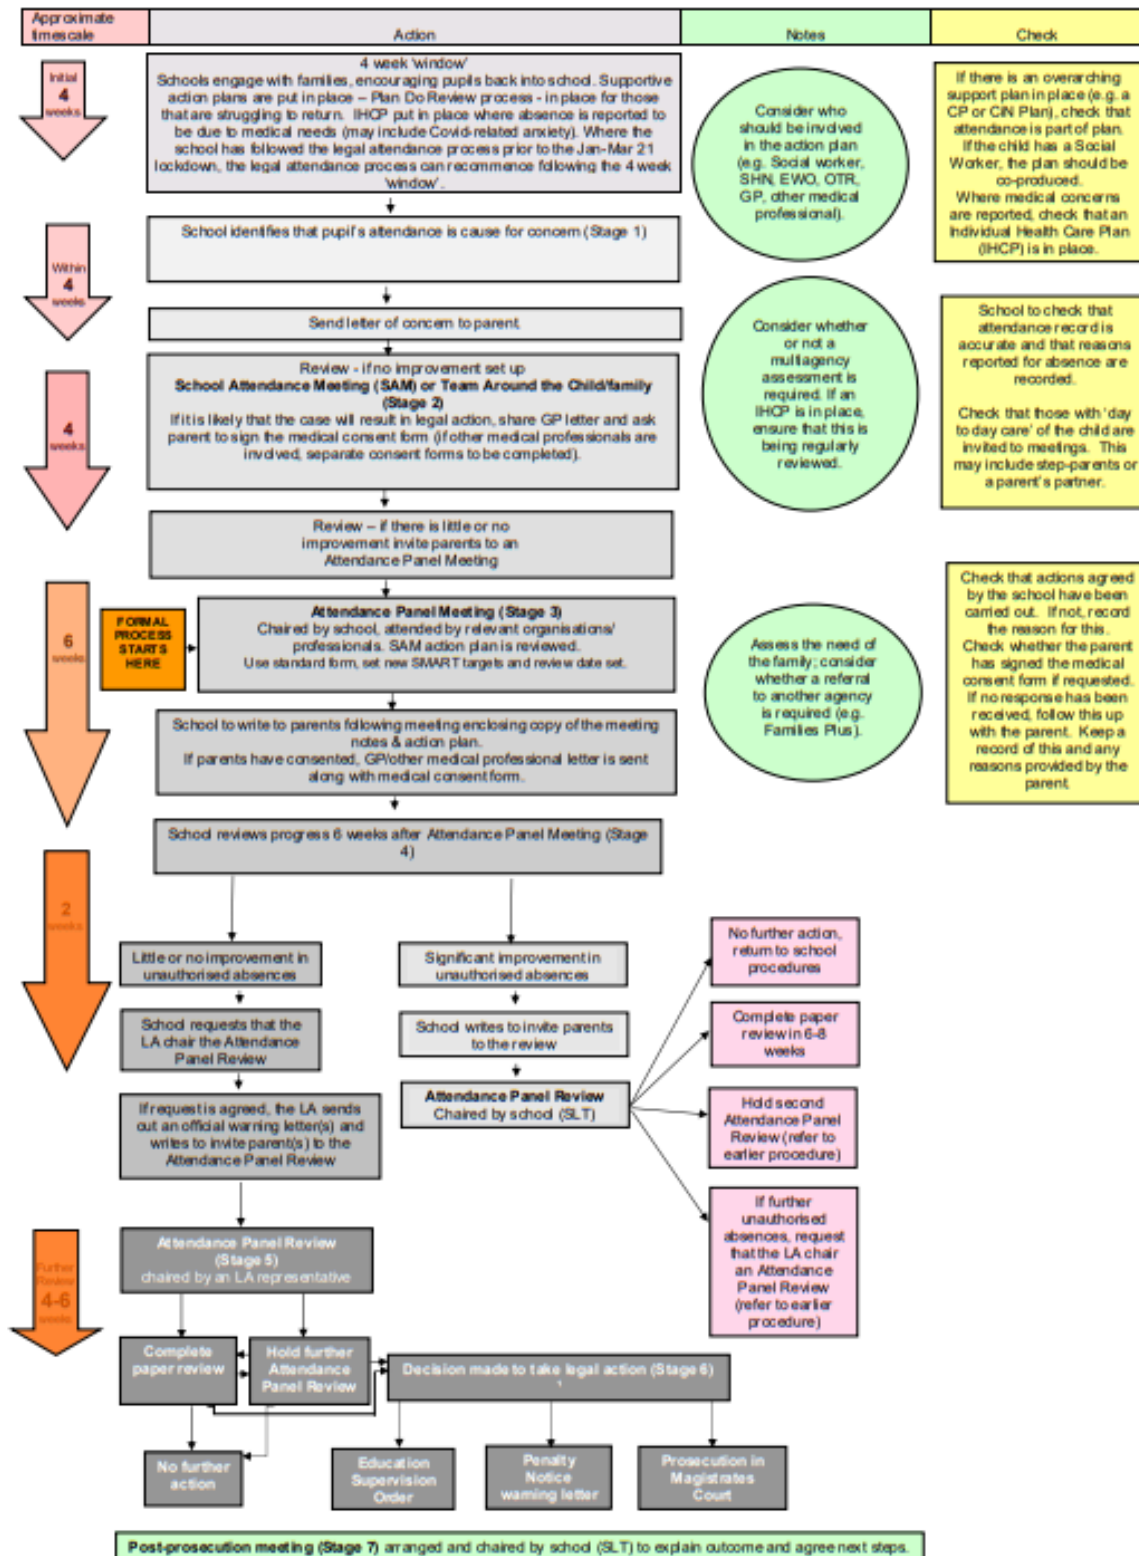 Approximate
timescale
Action
Notes
Check
Initial
4
weeks
4 week 'window'
Schools engage with families, encouraging pupils back into school. Supportive
action plans are put in place – Plan Do Review process - in place for those
that are struggling to return. IHCP put in place where absence is reported to
be due to medical needs (may include Covid-related anxiety). Where the
school has followed the legal attendance process prior to the Jan-Mar 21
lockdown, the legal attendance process can recommence following the 4 week
'window'.
Consider who
should be involved
in the action plan
(e.g. Social worker,
SHN, EWO, OTR,
GP, other medical
professional).
If there is an overarching
support plan in place (e.g. a
CP or CiN Plan), check that
attendance is part of plan.
If the child has a Social
Worker, the plan should be
co-produced.
Where medical concerns
are reported, check that an
Individual Health Care Plan
(IHCP) is in place.
Within
4
weeks
School identifies that pupil's attendance is cause for concern (Stage 1)
Send letter of concern to parent.
Consider whether
or not a
multiagency
assessment is
required. If an
IHCP is in place,
ensure that this is
being regularly
reviewed.
School to check that
attendance record is
accurate and that reasons
reported for absence are
recorded.
Check that those with 'day
to day care' of the child are
invited to meetings. This
may include step-parents or
a parent's partner.
4
weeks
Review - if no improvement set up
School Attendance Meeting (SAM) or Team Around the Child/family
(Stage 2)
If it is likely that the case will result in legal action, share GP letter and ask
parent to sign the medical consent form (if other medical professionals are
involved, separate consent forms to be completed).
Review – if there is little or no
improvement invite parents to an
Attendance Panel Meeting
6
weeks
FORMAL
PROCESS
STARTS
HERE
Attendance Panel Meeting (Stage 3)
Chaired by school, attended by relevant organisations/
professionals. SAM action plan is reviewed.
Use standard form, set new SMART targets and review date set.
Assess the need of
the family; consider
whether a referral
to another agency
is required (e.g.
Families Plus).
Check that actions agreed
by the school have been
carried out. If not, record
the reason for this.
Check whether the parent
has signed the medical
consent form if requested.
If no response has been
received, follow this up
with the parent. Keep a
record of this and any
reasons provided by the
parent.
School to write to parents following meeting enclosing copy of the meeting
notes & action plan.
If parents have consented, GP/other medical professional letter is sent
along with medical consent form.
School reviews progress 6 weeks after Attendance Panel Meeting (Stage
4)
2
weeks
Little or no improvement in
unauthorised absences
Significant improvement in
unauthorised absences
No further action,
return to school
procedures
School requests that the
LA chair the Attendance
Panel Review
School writes to invite parents
to the review
Complete paper
review in 6-8
weeks
If request is agreed, the LA sends
out an official warning letter(s) and
writes to invite parent(s) to the
Attendance Panel Review
Attendance Panel Review
Chaired by school (SLT)
Hold second
Attendance Panel
Review (refer to
earlier procedure)
If further
unauthorised
absences, request
that the LA chair
an Attendance
Panel Review
(refer to earlier
procedure)
Further
Review
4-6
weeks
Attendance Panel Review
(Stage 5)
chaired by an LA representative
Complete
paper review
Hold further
Attendance
Panel Review
Decision made to take legal action (Stage 6)
1
No further
action
Education
Supervision
Order
Penalty
Notice
warning letter
Prosecution in
Magistrates
Court
Post-prosecution meeting (Stage 7) arranged and chaired by school (SLT) to explain outcome and agree next steps.